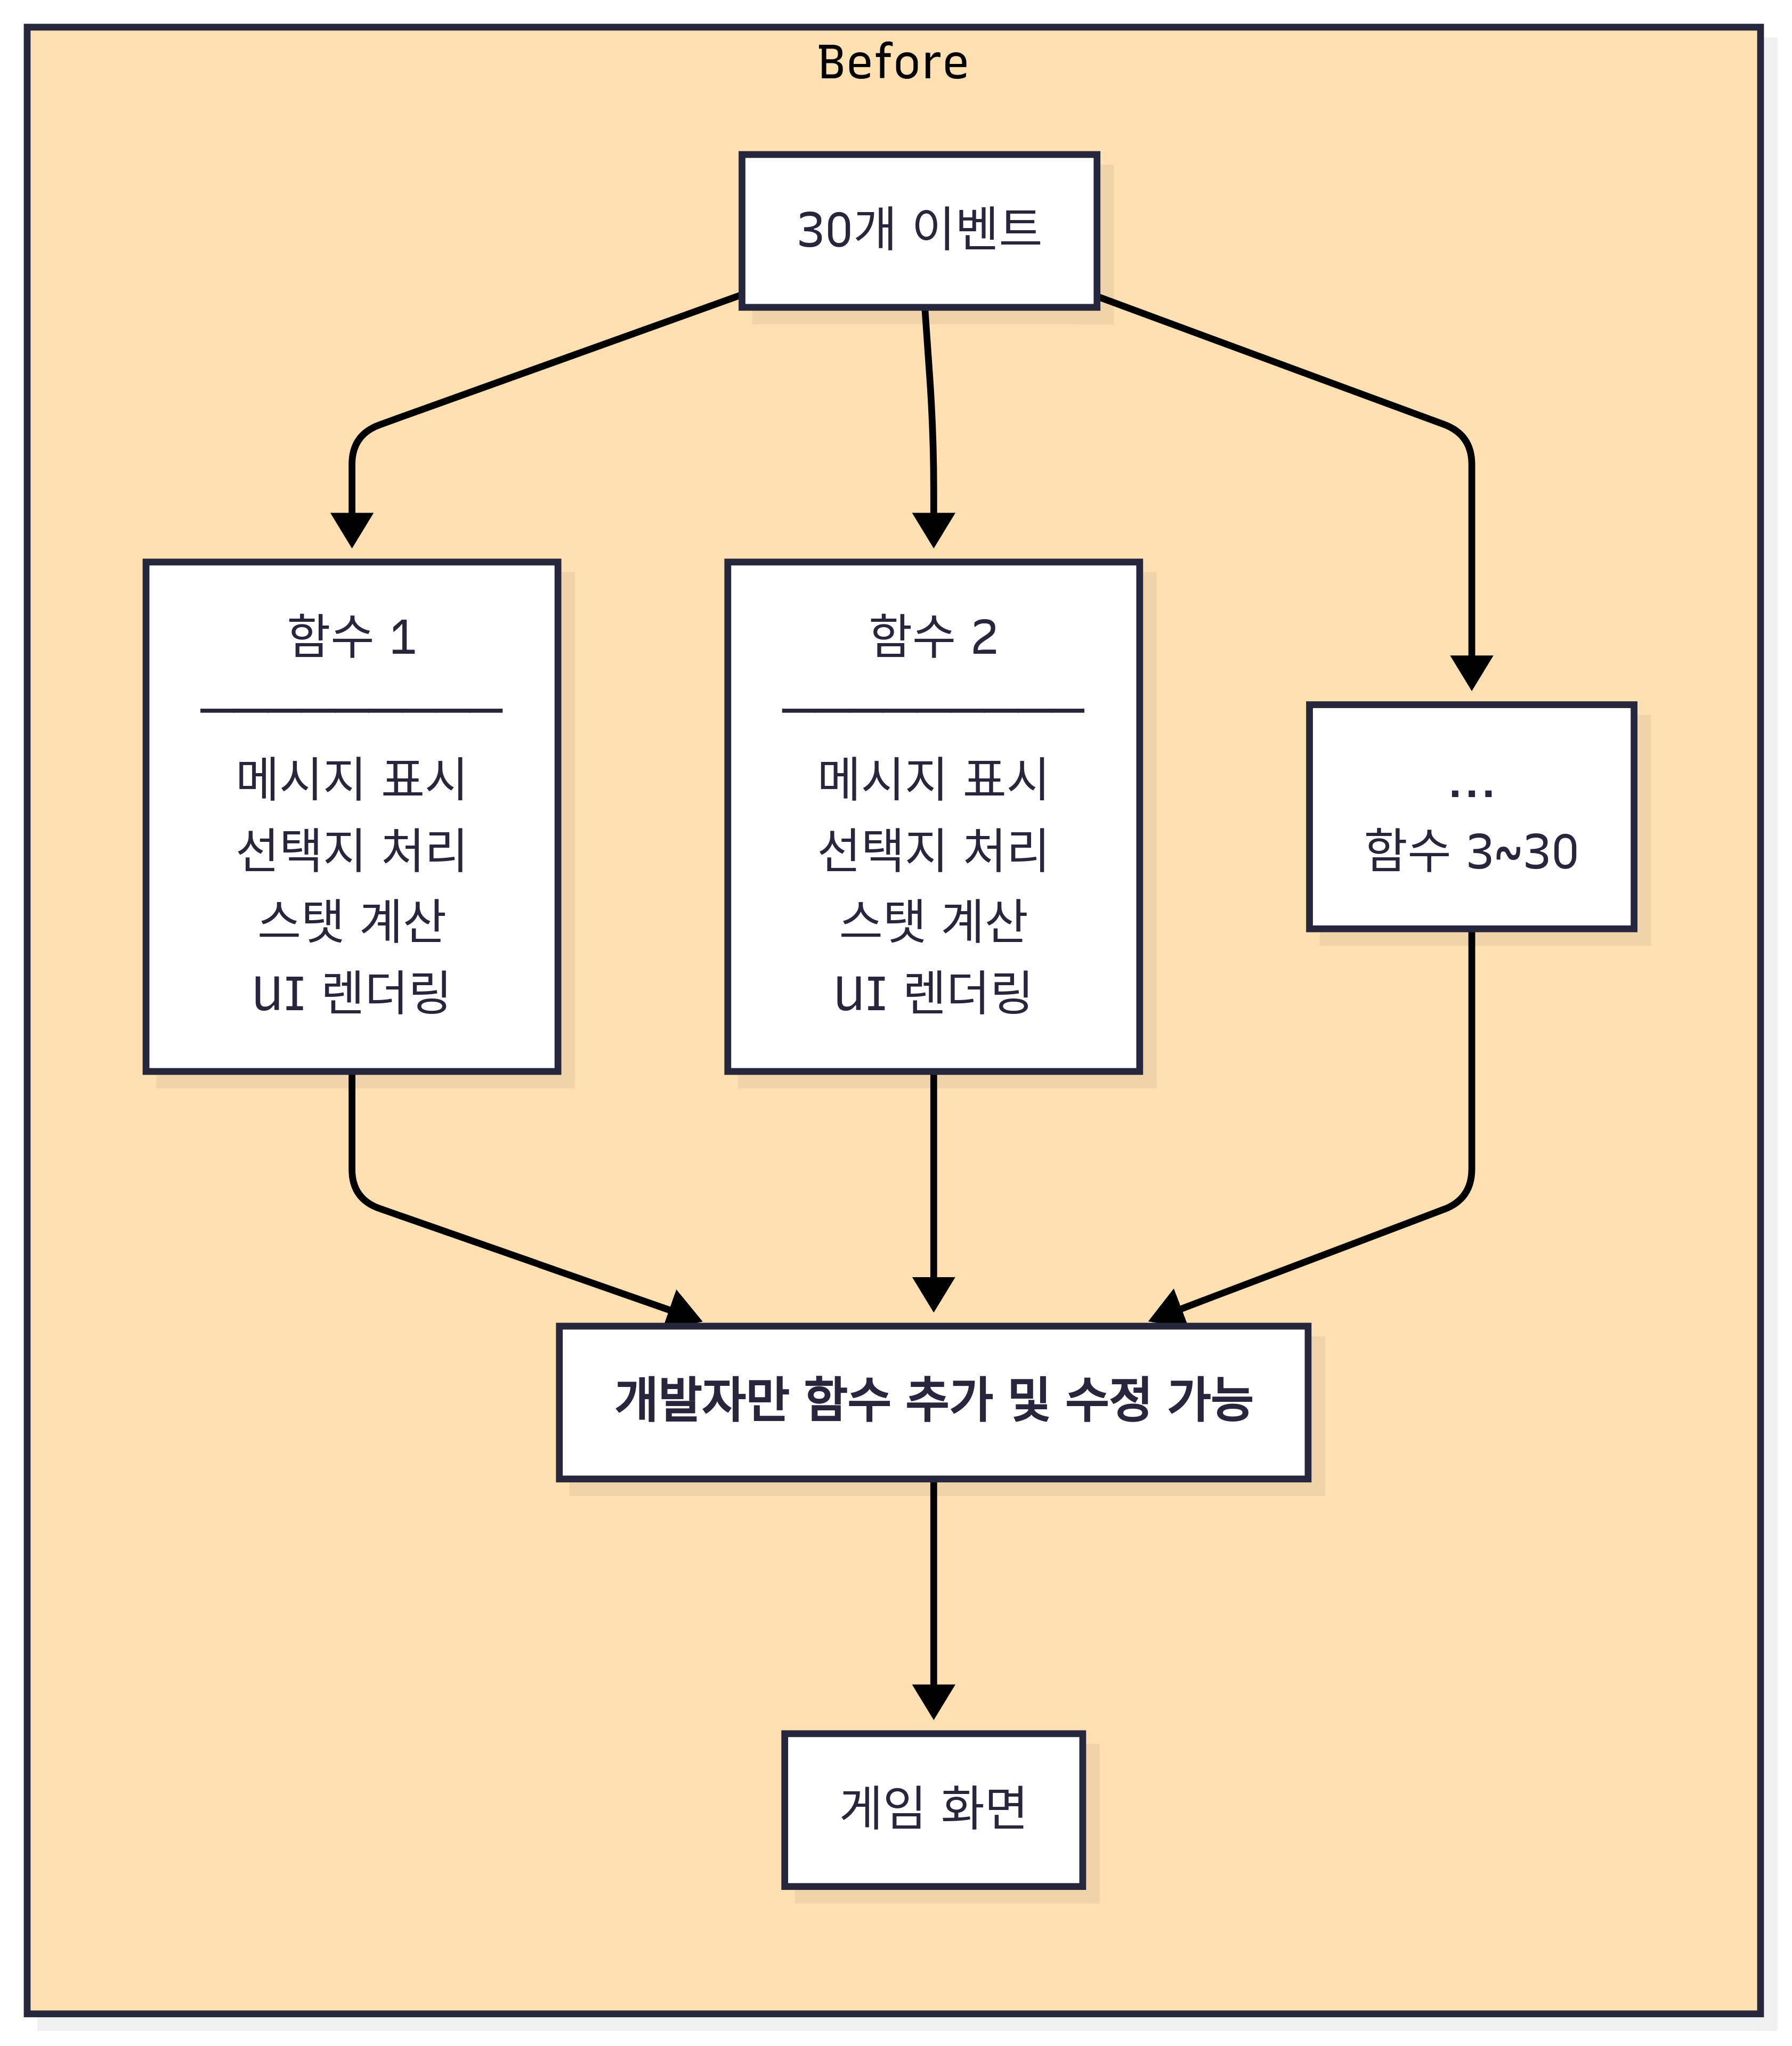 Before
30개 이벤트
함수 1
메시지 표시
선택지 처리
스탯 계산
UI 렌더링
함수 2
메시지 표시
선택지 처리
스탯 계산
UI 렌더링
...
함수 3~30
개발자만 함수 추가 및 수정 가능
게임 화면